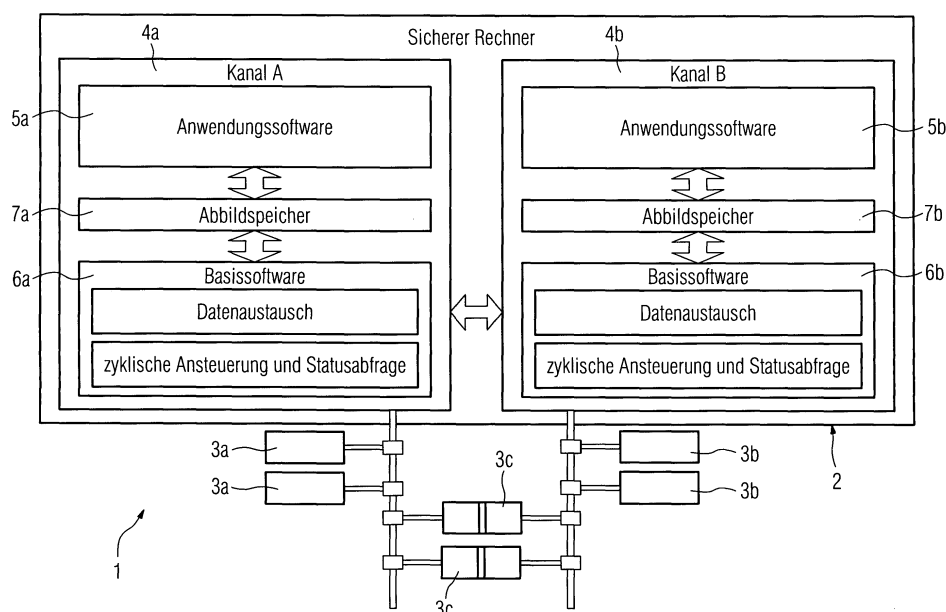 4a
Sicherer Rechner
4b
Kanal A
Kanal B
5a
Anwendungssoftware
Anwendungssoftware
5b
7a
Abbildspeicher
Abbildspeicher
7b
6a
Basissoftware
Basissoftware
6b
Datenaustausch
Datenaustausch
zyklische Ansteuerung und Statusabfrage
zyklische Ansteuerung und Statusabfrage
3a
3b
2
3a
3c
3b
1
3c